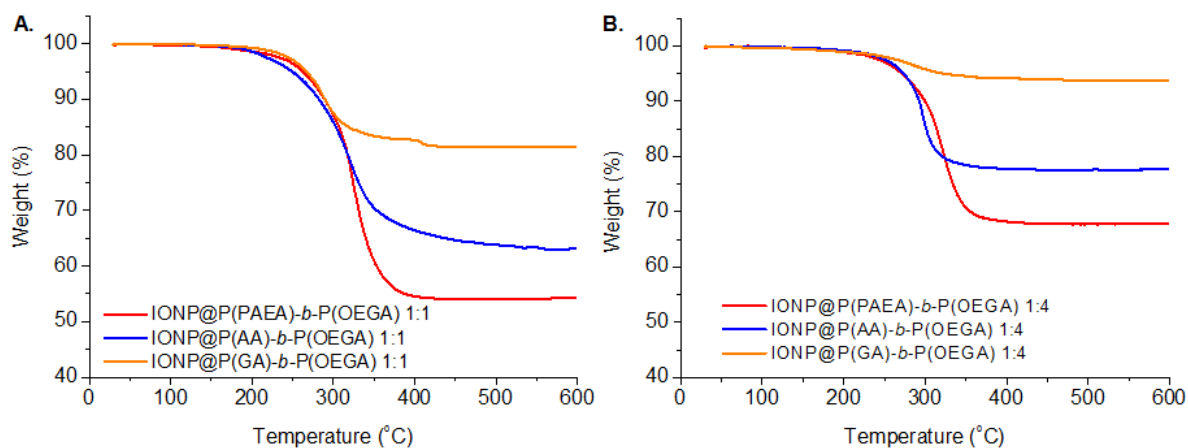 A.
100
90
80
70
60
50
40
Weight (%)
IONP@P(PAEA)-b-P(OEGA) 1:1
IONP@P(AA)-b-P(OEGA) 1:1
IONP@P(GA)-b-P(OEGA) 1:1
0 100 200 300 400 500 600
Temperature (°C)
B.
100
90
80
70
60
50
40
Weight (%)
IONP@P(PAEA)-b-P(OEGA) 1:4
IONP@P(AA)-b-P(OEGA) 1:4
IONP@P(GA)-b-P(OEGA) 1:4
0 100 200 300 400 500 600
Temperature (°C)